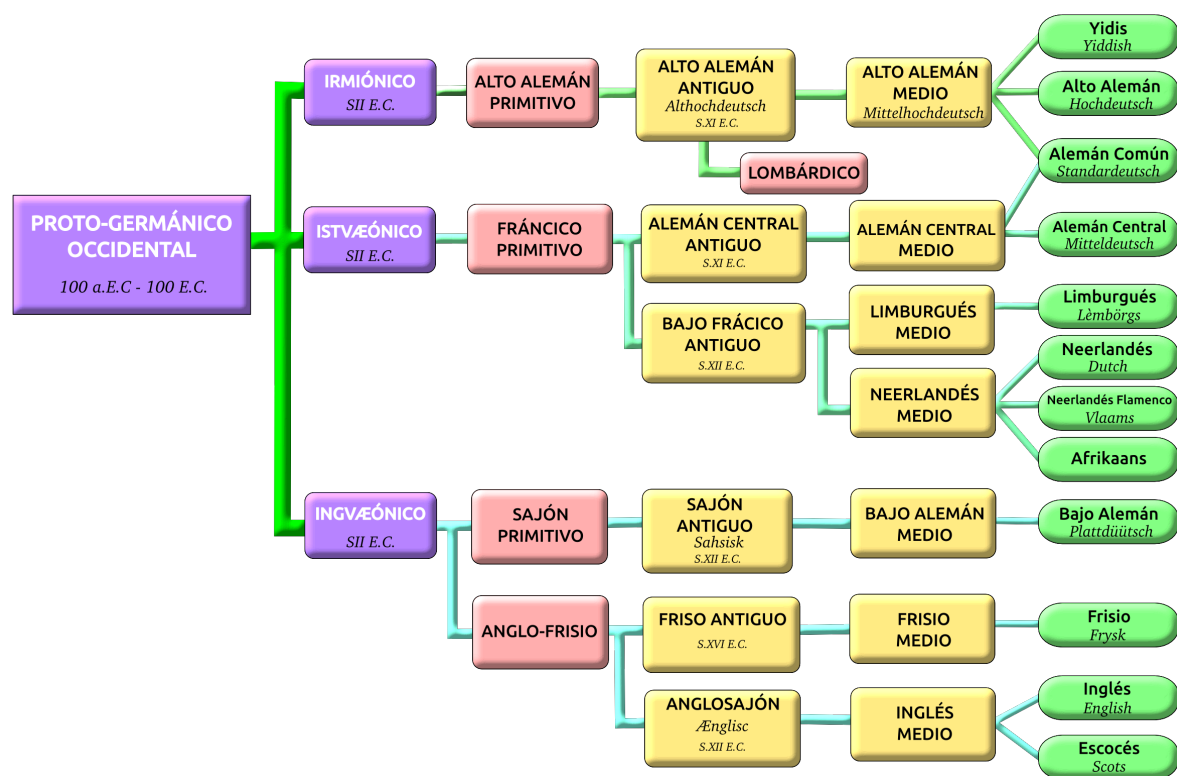 PROTO-GERMÁNICO
OCCIDENTAL
100 a.E.C - 100 E.C.
IRMIÓNICO
SII E.C.
ALTO ALEMÁN
PRIMITIVO
ALTO ALEMÁN
ANTIGUO
Althochdeutsch
S.XI E.C.
LOMBÁRDICO
ALTO ALEMÁN
MEDIO
Mittelhochdeutsch
Yidis
Yiddish
Alto Alemán
Hochdeutsch
Alemán Común
Standardeutsch
ISTVÆÓNICO
SII E.C.
FRÁNCICO
PRIMITIVO
ALEMÁN CENTRAL
ANTIGUO
S.XI E.C.
ALEMÁN CENTRAL
MEDIO
Alemán Central
Mitteldeutsch
BAJO FRÁCICO
ANTIGUO
S.XII E.C.
LIMBURGUÉS
MEDIO
Limburgués
Lèmbörgs
NEERLANDÉS
MEDIO
Neerlandés
Dutch
Neerlandés Flamenco
Vlaams
Afrikaans
INGVÆÓNICO
SII E.C.
SAJÓN
PRIMITIVO
SAJÓN
ANTIGUO
Sahsisk
S.XII E.C.
BAJO ALEMÁN
MEDIO
Bajo Alemán
Plattdüütsch
ANGLO-FRISIO
FRISO ANTIGUO
S.XVI E.C.
FRISIO
MEDIO
Frisio
Frysk
ANGLOSAJÓN
Ænglisc
S.XII E.C.
INGLÉS
MEDIO
Inglés
English
Escocés
Scots